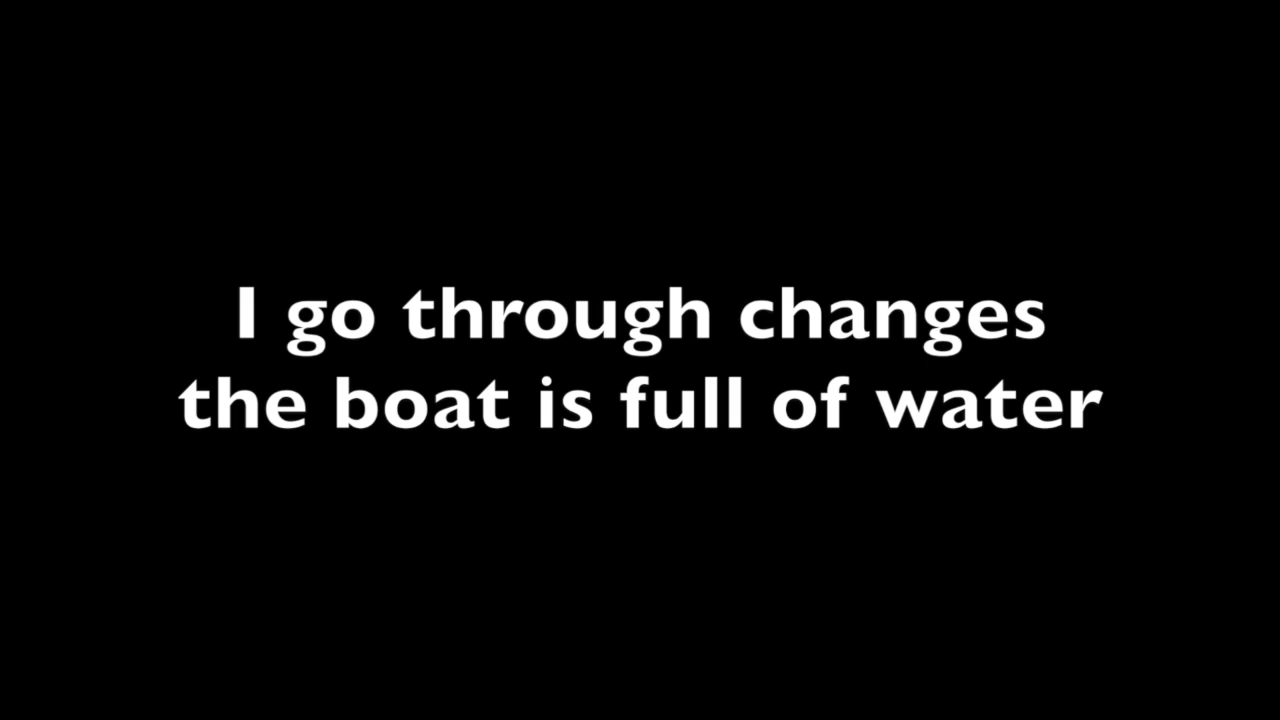 I go through changes
the boat is full of water